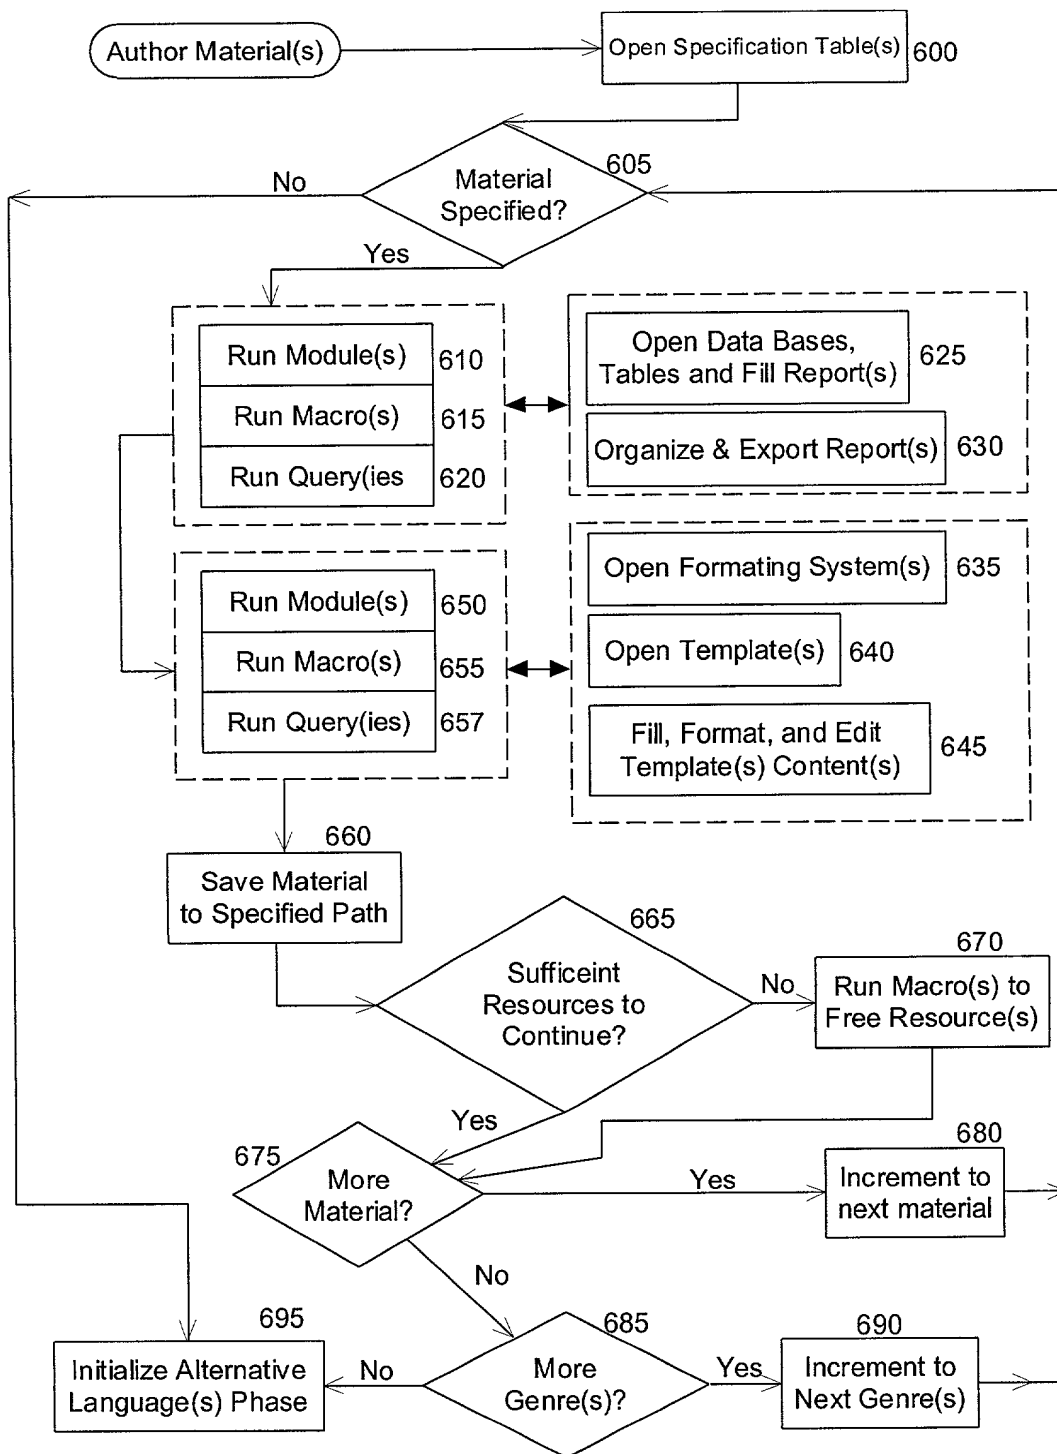 Author Material(s)
Open Specification Table(s)
600
605
Material
Specified?
No
Yes
Run Module(s)
610
Run Macro(s)
615
Run Query(ies
620
Open Data Bases,
Tables and Fill Report(s)
625
Organize & Export Report(s)
630
Run Module(s)
650
Run Macro(s)
655
Run Query(ies)
657
Open Formating System(s)
635
Open Template(s)
640
Fill, Format, and Edit
Template(s) Content(s)
645
660
Save Material
to Specified Path
665
Sufficeint
Resources to
Continue?
No
Yes
670
Run Macro(s) to
Free Resource(s)
675
More
Material?
Yes
No
680
Increment to
next material
685
More
Genre(s)?
No
Yes
690
Increment to
Next Genre(s)
695
Initialize Alternative
Language(s) Phase